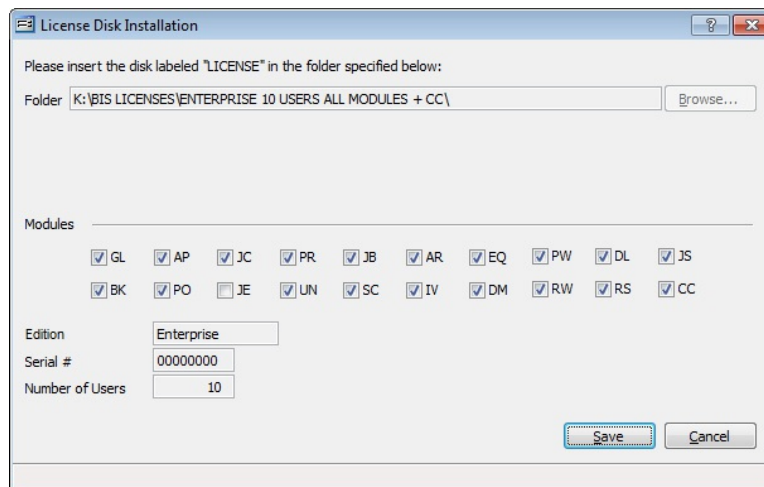 License Disk Installation
Please insert the disk labeled "LICENSE" in the folder specified below:
Folder K:\BIS LICENSES\ENTERPRISE 10 USERS ALL MODULES + CC\ Browse...
Modules
GL AP JC PR JB AR EQ PW DL JS
BK PO JE UN SC IV DM RW RS CC
Edition Enterprise
Serial # 00000000
Number of Users 10
Save Cancel